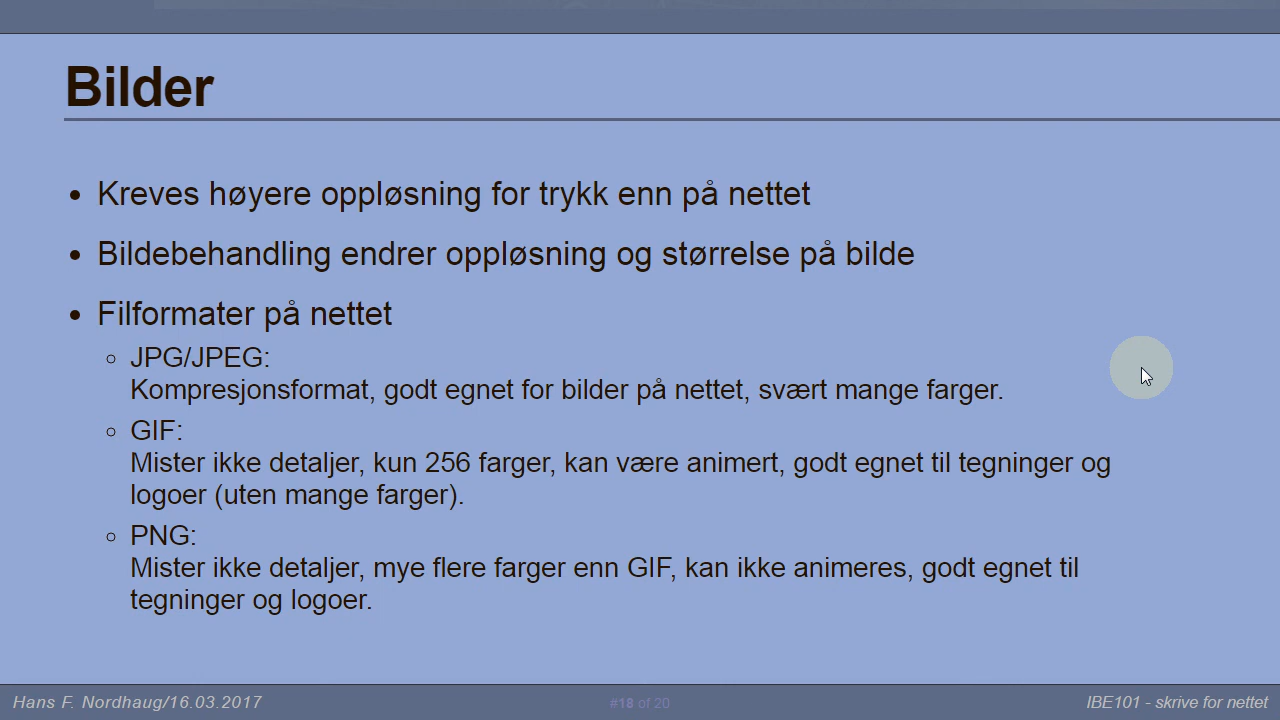 Bilder
Kreves høyere oppløsning for trykk enn på nettet
Bildebehandling endrer oppløsning og størrelse på bilde
Filformater på nettet
JPG/JPEG:
Kompresjonsformat, godt egnet for bilder på nettet, svært mange farger.
GIF:
Mister ikke detaljer, kun 256 farger, kan være animert, godt egnet til tegninger og
logoer (uten mange farger).
PNG:
Mister ikke detaljer, mye flere farger enn GIF, kan ikke animeres, godt egnet til
tegninger og logoer.
Hans F. Nordhaug/16.03.2017
#18 of 20
IBE101 - skrive for nettet